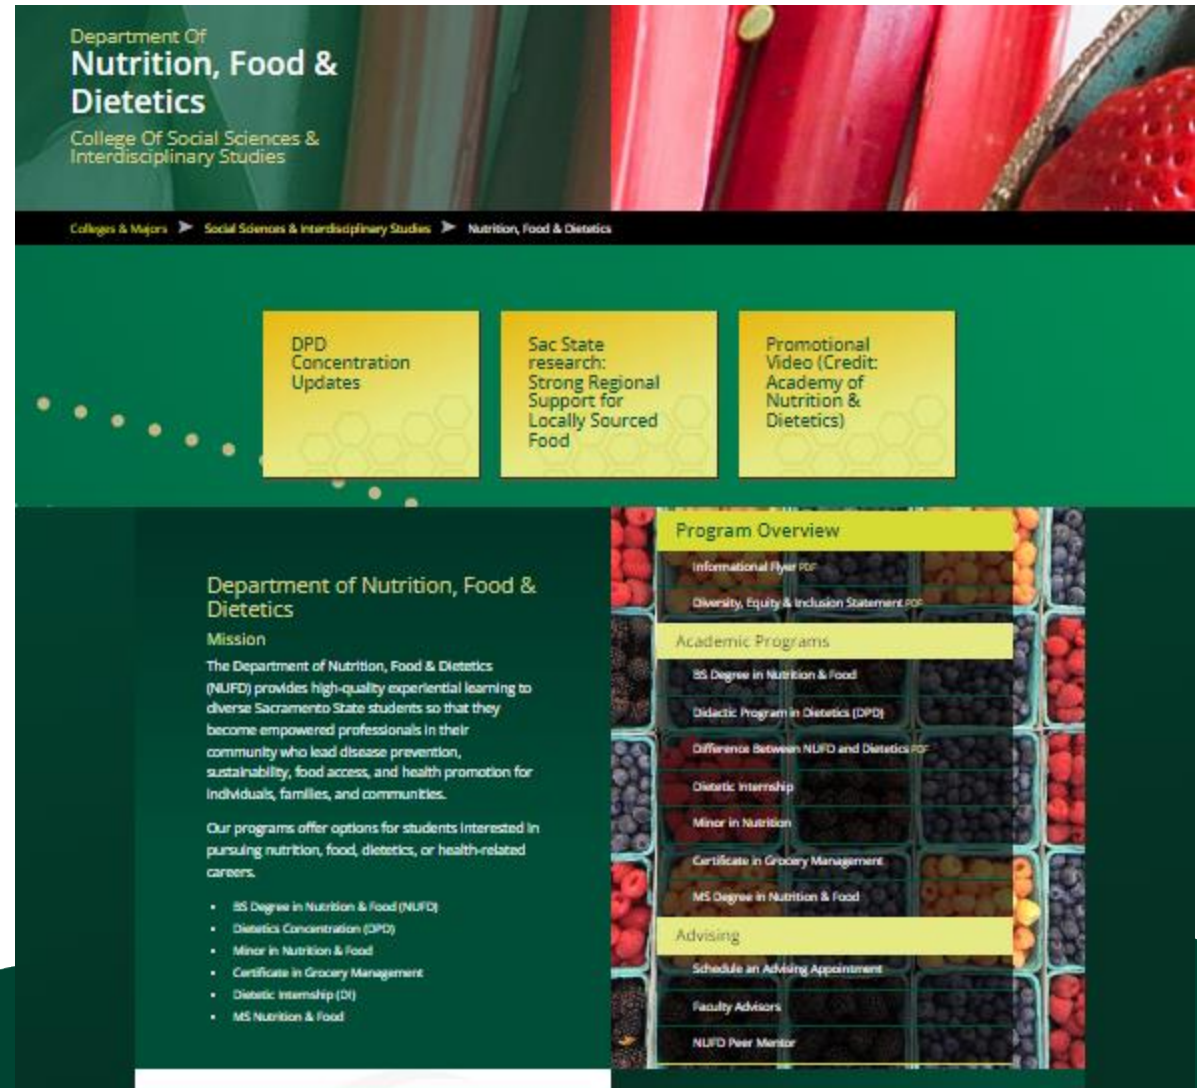 Department Of
Nutrition, Food &
Dietetics
College Of Social Sciences &
Interdisciplinary Studies
Colleges & Majors
Social Sciences & Interdisciplinary Studies
Nutrition, Food & Dietetics
DPD
Concentration
Updates
Sac State
research:
Strong Regional
Support for
Locally Sourced
Food
Promotional
Video (Credit:
Academy of
Nutrition &
Dietetics)
Department of Nutrition, Food &
Dietetics
Mission
The Department of Nutrition, Food & Dietetics
(NUFD) provides high-quality experiential learning to
diverse Sacramento State students so that they
become empowered professionals in their
community who lead disease prevention,
sustainability, food access, and health promotion for
individuals, families, and communities.
Our programs offer options for students interested in
pursuing nutrition, food, dietetics, or health-related
careers.
BS Degree in Nutrition & Food (NUFD)
Dietetics Concentration (DPD)
Minor in Nutrition & Food
Certificate in Grocery Management
Dietetic Internship (DI)
MS Nutrition & Food
Program Overview
Informational Flyer PDF
Diversity, Equity & Inclusion Statement PDF
Academic Programs
BS Degree in Nutrition & Food
Didactic Program in Dietetics (DPD)
Difference Between NUFD and Dietetics PDF
Dietetic Internship
Minor in Nutrition
Certificate in Grocery Management
MS Degree in Nutrition & Food
Advising
Schedule an Advising Appointment
Faculty Advisors
NUFD Peer Mentor